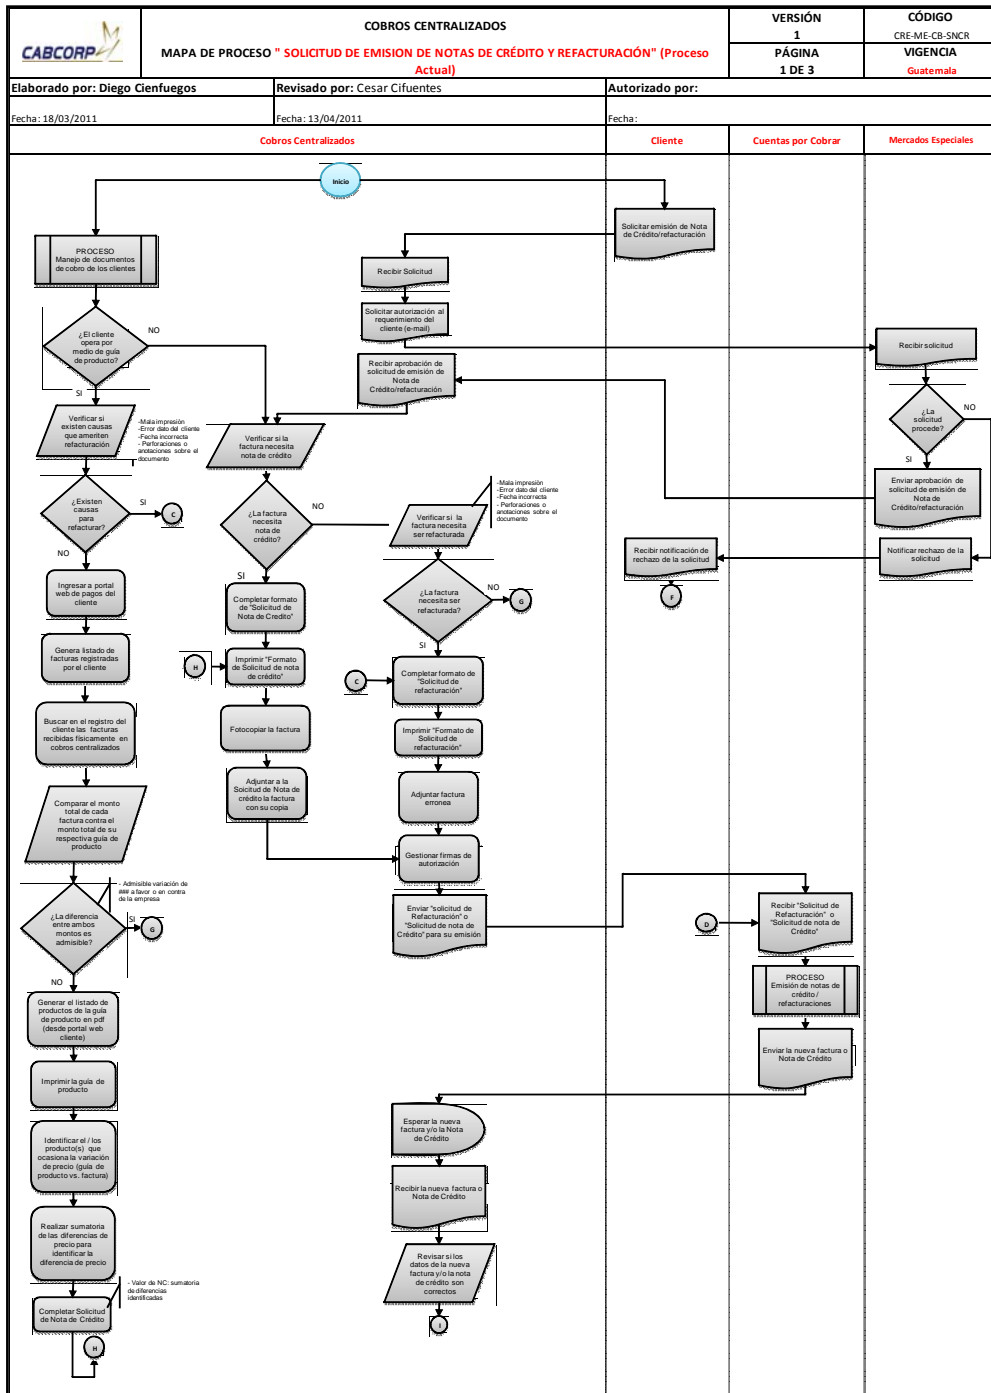 CABCORP
COBROS CENTRALIZADOS
MAPA DE PROCESO " SOLICITUD DE EMISION DE NOTAS DE CRÉDITO Y REFACTURACIÓN" (Proceso
Actual)
VERSIÓN
1
CÓDIGO
CRE-ME-CB-SNCR
PÁGINA
1 DE 3
VIGENCIA
Guatemala
Elaborado por: Diego Cienfuegos
Revisado por: Cesar Cifuentes
Autorizado por:
Fecha: 18/03/2011
Fecha: 13/04/2011
Fecha:
Cobros Centralizados
Cliente
Cuentas por Cobrar
Mercados Especiales
Inicio
PROCESO
Manejo de documentos
de cobro de los clientes
¿El cliente
opera por
medio de guía
de producto?
NO
SI
Verificar si
existen causas
que ameriten
refacturación
-Mala impresión
-Error dato del cliente
-Fecha incorrecta
- Perforaciones o
anotaciones sobre el
documento
¿Existen
causas
para
refacturar?
SI
C
NO
Ingresar a portal
web de pagos del
cliente
Genera listado de
facturas registradas
por el cliente
Buscar en el registro del
cliente las facturas
recibidas físicamente en
cobros centralizados
Comparar el monto
total de cada
factura contra el
monto total de su
respectiva guía de
producto
- Admisible variación de
### a favor o en contra
de la empresa
¿La diferencia
entre ambos
montos es
admisible?
SI
G
NO
Generar el listado de
productos de la guía
de producto en pdf
(desde portal web
cliente)
Imprimir la guía de
producto
Identificar el / los
producto(s) que
ocasiona la variación
de precio (guía de
producto vs. factura)
Realizar sumatoria
de las diferencias de
precio para
identificar la
diferencia de precio
- Valor de NC: sumatoria
de diferencias
identificadas
Completar Solicitud
de Nota de Crédito
H
Solicitar emisión de Nota
de Crédito/refacturación
Recibir Solicitud
Solicitar autorización al
requerimiento del
cliente (e-mail)
Recibir aprobación de
solicitud de emisión de
Nota de
Crédito/refacturación
Verificar si la
factura necesita
nota de crédito
¿La factura
necesita
nota de
crédito?
NO
SI
Completar formato
de "Solicitud de
Nota de Credito"
H
Imprimir "Formato
de Solicitud de nota
de crédito"
Fotocopiar la factura
Adjuntar a la
Soicitud de Nota de
crédito la factura
con su copia
-Mala impresión
-Error dato del cliente
-Fecha incorrecta
- Perforaciones o
anotaciones sobre el
documento
Verificar si la
factura necesita
ser refacturada
¿La factura
necesita ser
refacturada?
NO
G
SI
C
Completar formato de
"Solicitud de
refacturación"
Imprimir "Formato de
Solicitud de
refacturación"
Adjuntar factura
erronea
Gestionar firmas de
autorización
Enviar "solicitud de
Refacturación" o
"Solicitud de nota de
Crédito" para su emisión
Recibir solicitud
¿La
solicitud
procede?
NO
SI
Enviar aprobación de
solicitud de emisión de
Nota de
Crédito/refacturación
Notificar rechazo de la
solicitud
Recibir notificación de
rechazo de la solicitud
F
D
Recibir "Solicitud de
Refacturación" o
"Solicitud de nota de
Crédito"
PROCESO
Emisión de notas de
crédito /
refacturaciones
Enviar la nueva factura o
Nota de Crédito
Esperar la nueva
factura y/o la Nota
de Crédito
Recibir la nueva factura o
Nota de Crédito
Revisar si los
datos de la nueva
factura y/o la nota
de crédito son
correctos
I